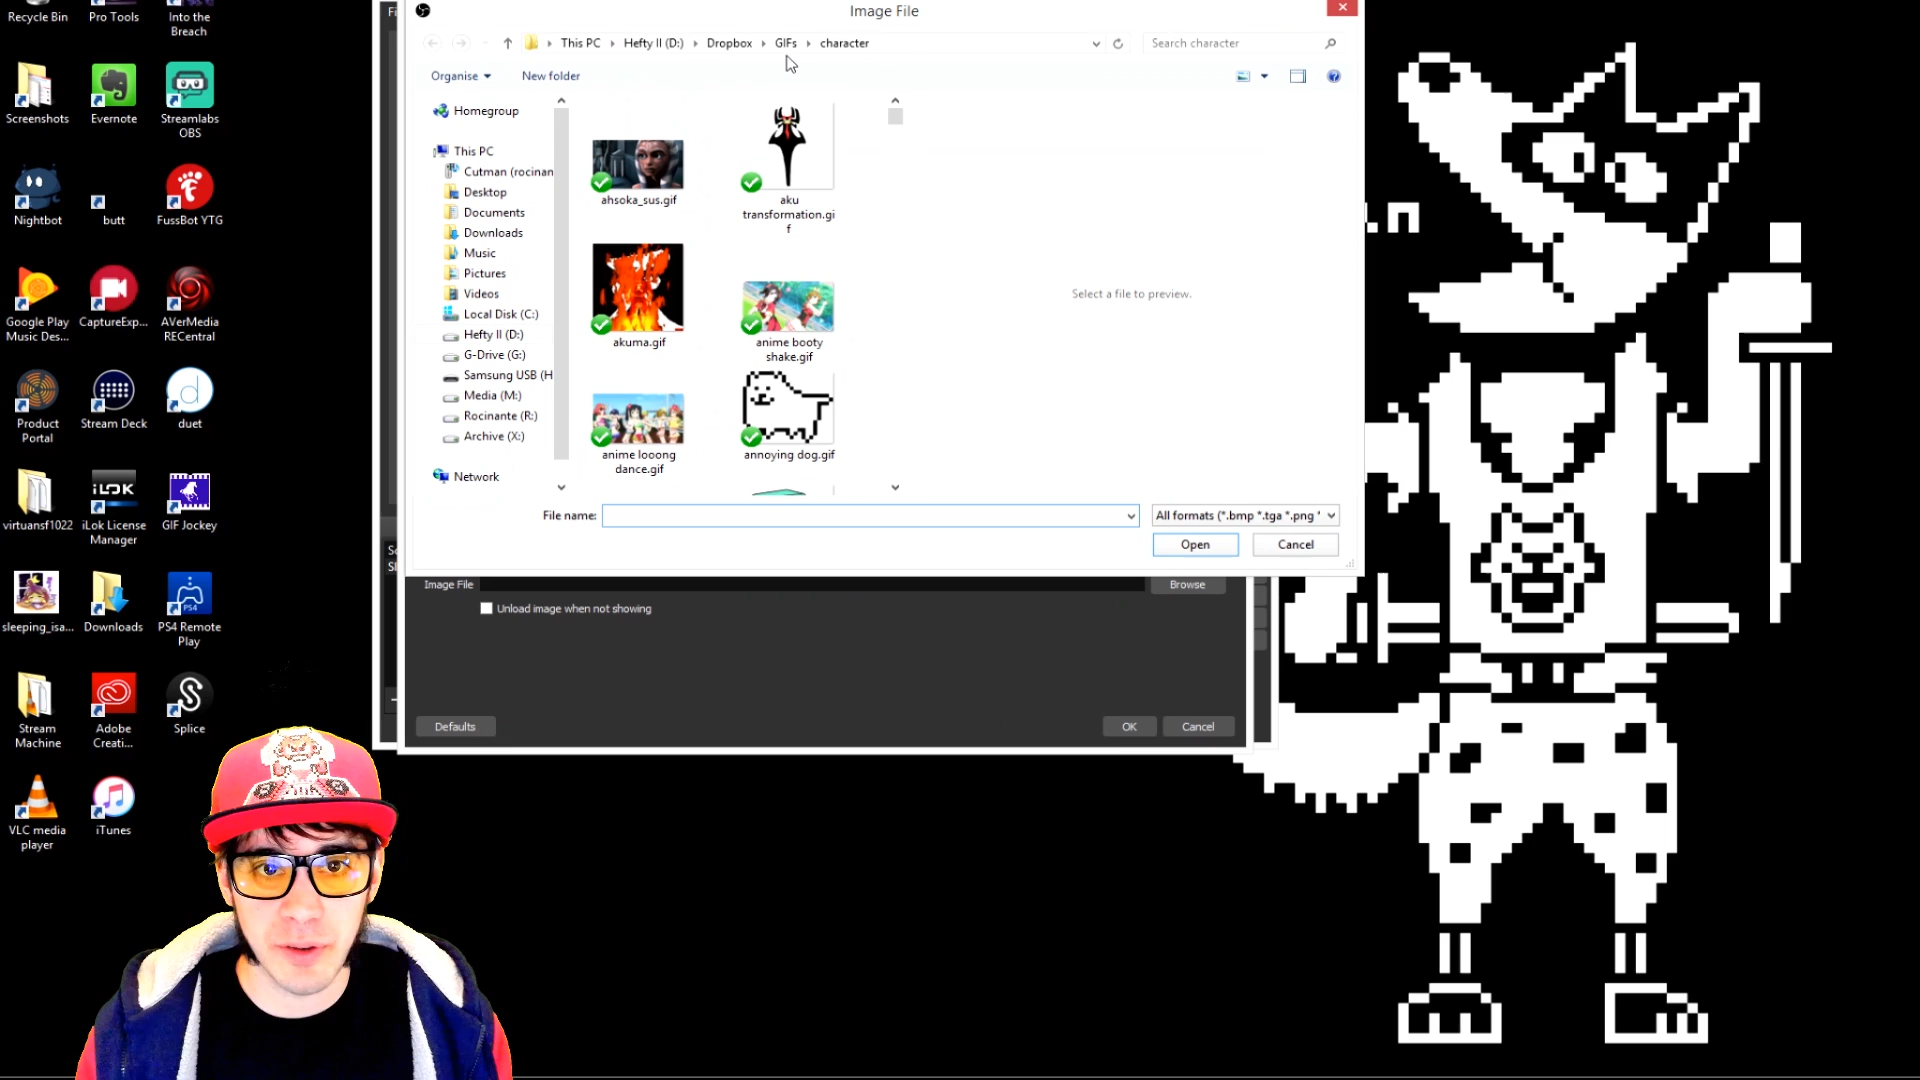 Recycle Bin
Pro Tools
Into the
Breach
Screenshots
Evernote
Streamlabs
OBS
Nightbot
butt
FussBot YTG
Google Play
Music Des...
CaptureExp...
AVerMedia
RECentral
Product
Portal
Stream Deck
duet
virtuansf1022
iLOK
iLok License
Manager
GIF Jockey
sleeping_isa...
Downloads
PS4
PS4 Remote
Play
Stream
Machine
Adobe
Creati...
Splice
VLC media
player
iTunes
Fi
Image File
This PC
Hefty II (D:)
Dropbox
GIFs
character
Search character
Organise
New folder
Homegroup
This PC
Cutman (rocinan
Desktop
Documents
Downloads
Music
Pictures
Videos
Local Disk (C:)
Hefty II (D:)
G-Drive (G:)
Samsung USB (H
Media (M:)
Rocinante (R:)
Archive (X:)
Network
ahsoka_sus.gif
aku
transformation.gi
f
akuma.gif
anime booty
shake.gif
anime looong
dance.gif
annoying dog.gif
Select a file to preview.
File name:
All formats (*.bmp *.tga *.png *
Open
Cancel
Image File
Browse
Unload image when not showing
Defaults
OK
Cancel